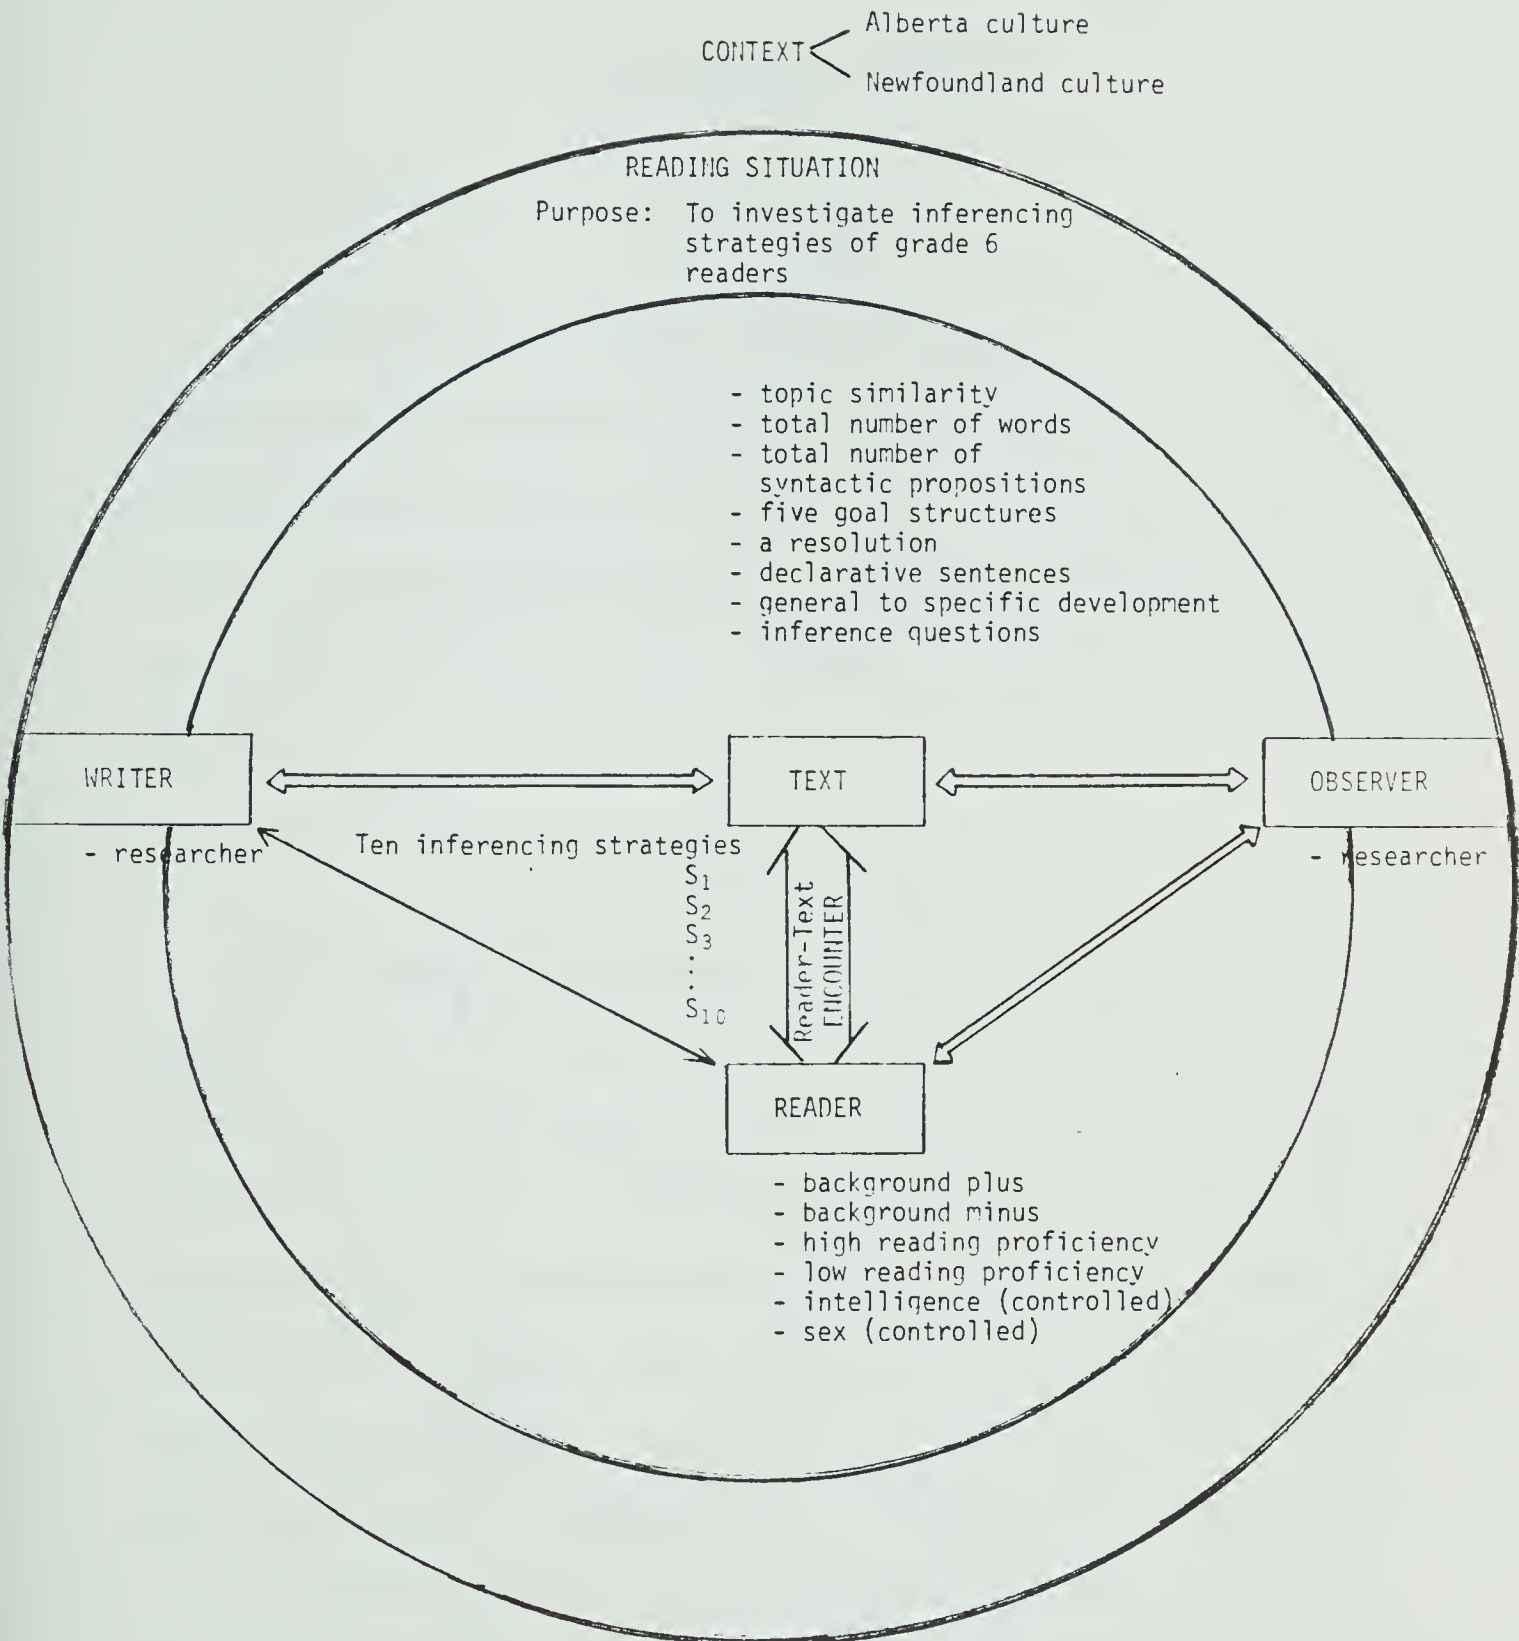 Alberta culture
CONTEXT
Newfoundland culture
READING SITUATION
Purpose: To investigate inferencing
strategies of grade 6
readers
- topic similarity
- total number of words
- total number of
syntactic propositions
- five goal structures
- a resolution
- declarative sentences
- general to specific development
- inference questions
WRITER
TEXT
OBSERVER
- researcher
Ten inferencing strategies
- researcher
S₁
S₂
S₃
.
.
.
S₁₀
Reader-Text
ENCOUNTER
READER
- background plus
- background minus
- high reading proficiency
- low reading proficiency
- intelligence (controlled)
- sex (controlled)